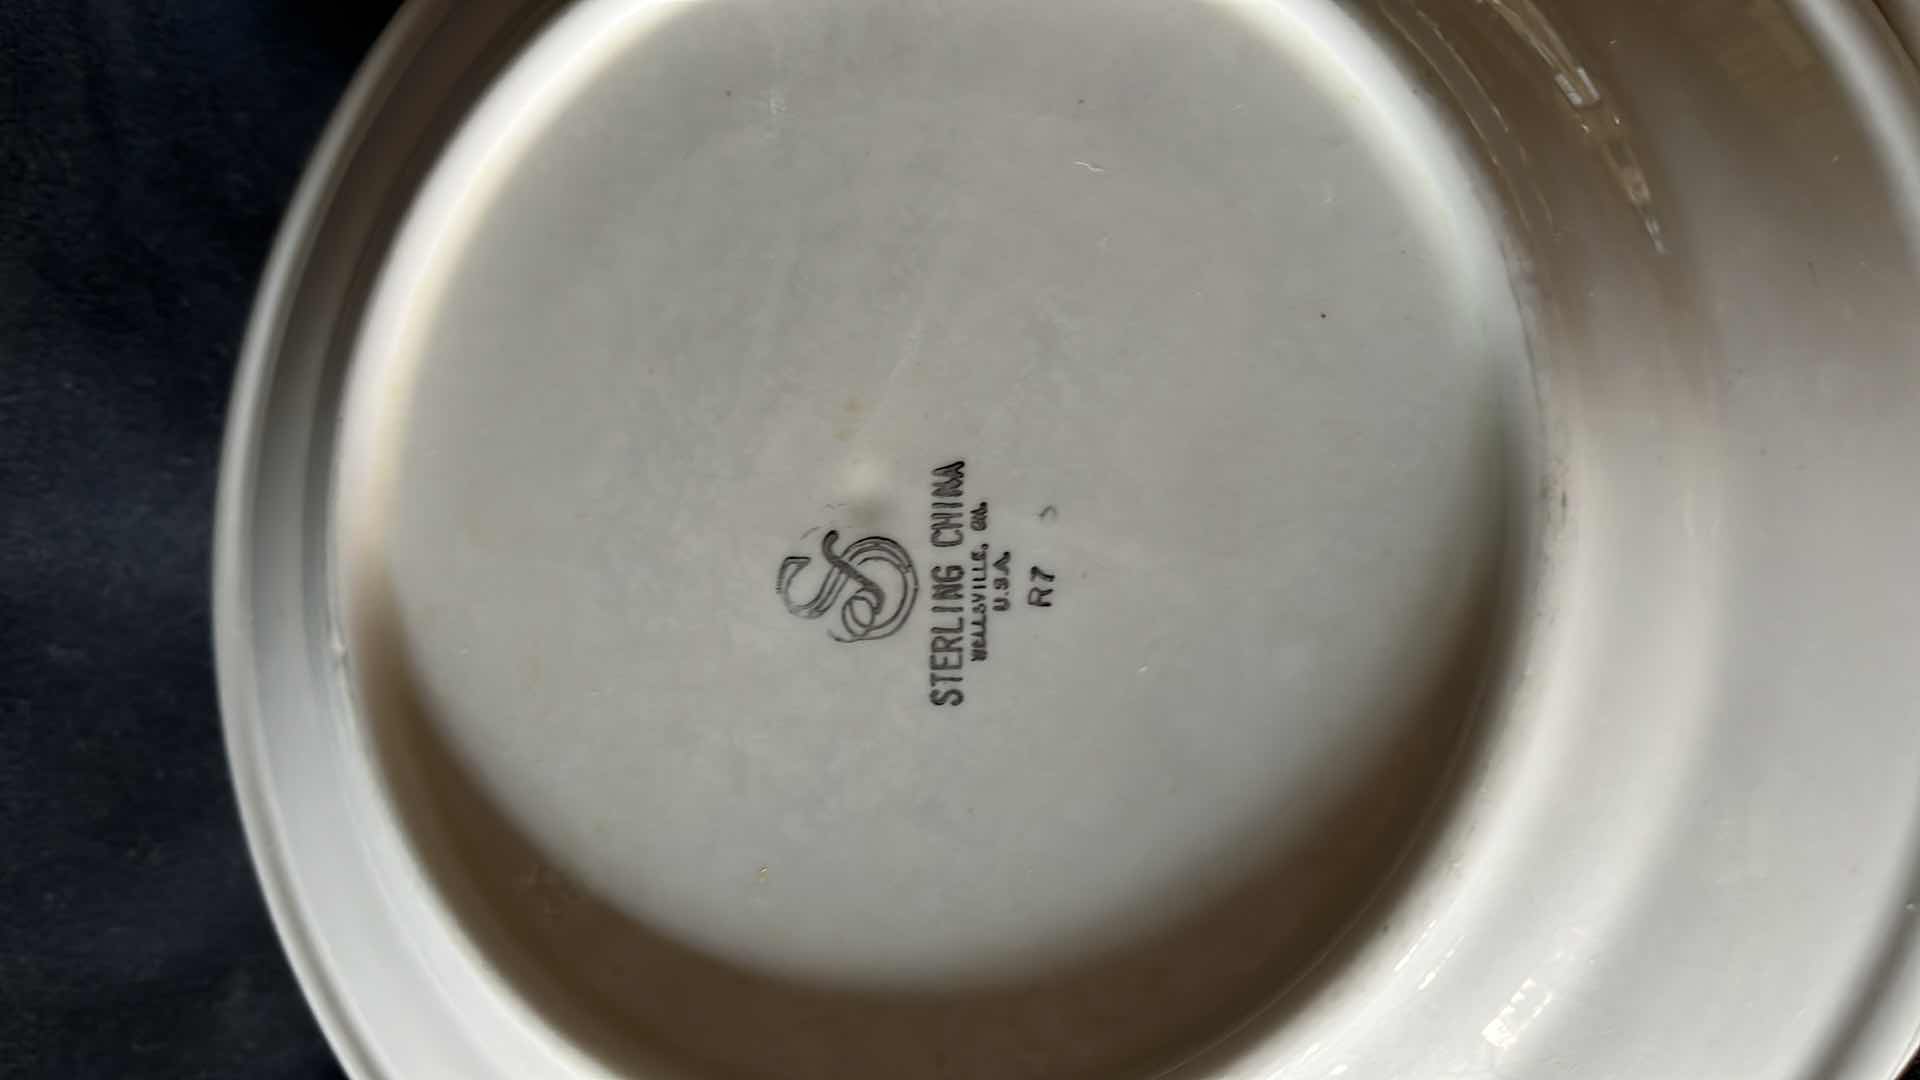 S
STERLING CHINA
WELLSVILLE, OH.
U.S.A.
R7